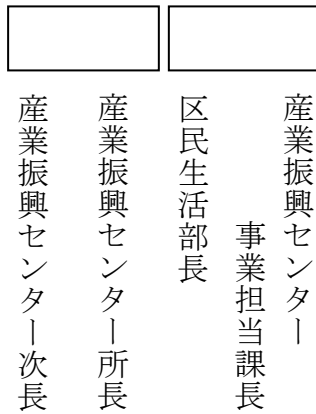 産業振興センター
事業担当課長
区民生活部長
産業振興センター所長
産業振興センター次長